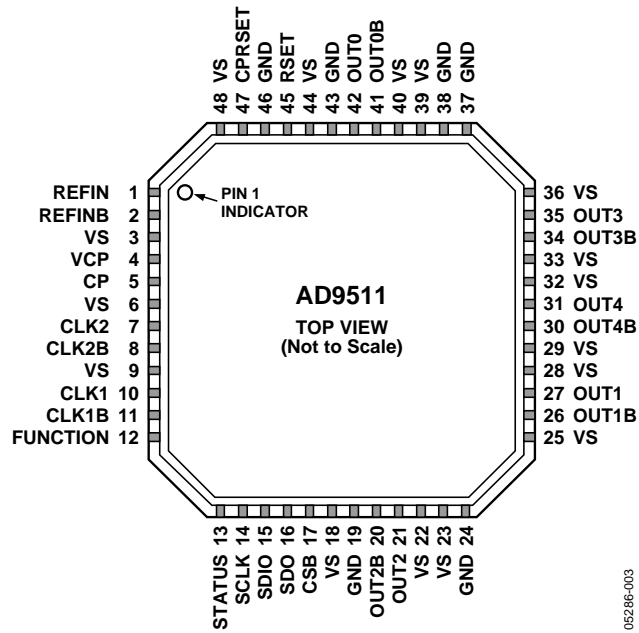 48 VS
47 CPRSET
46 GND
45 RSET
44 VS
43 GND
42 OUT0
41 OUT0B
40 VS
39 VS
38 GND
37 GND
REFIN 1
REFINB 2
VS 3
VCP 4
CP 5
VS 6
CLK2 7
CLK2B 8
VS 9
CLK1 10
CLK1B 11
FUNCTION 12
PIN 1
INDICATOR
AD9511
TOP VIEW
(Not to Scale)
36 VS
35 OUT3
34 OUT3B
33 VS
32 VS
31 OUT4
30 OUT4B
29 VS
28 VS
27 OUT1
26 OUT1B
25 VS
STATUS 13
SCLK 14
SDIO 15
SDO 16
CSB 17
VS 18
GND 19
OUT2B 20
OUT2 21
VS 22
VS 23
GND 24
05286-003